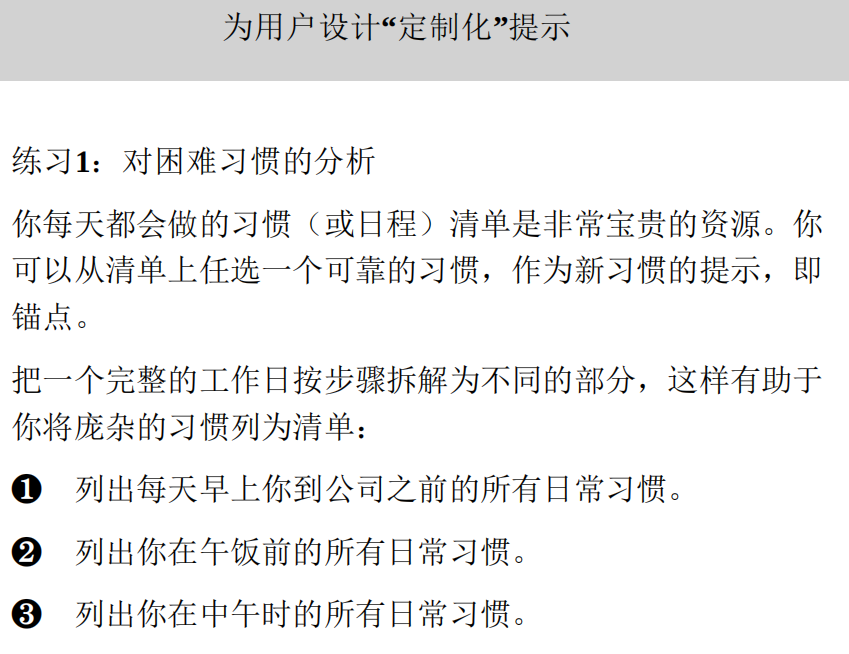 为用户设计“定制化”提示
练习1：对困难习惯的分析
你每天都会做的习惯（或日程）清单是非常宝贵的资源。你
可以从清单上任选一个可靠的习惯，作为新习惯的提示，即
锚点。
把一个完整的工作日按步骤拆解为不同的部分，这样有助于
你将庞杂的习惯列为清单：
❶ 列出每天早上你到公司之前的所有日常习惯。
❷ 列出你在午饭前的所有日常习惯。
❸ 列出你在中午时的所有日常习惯。